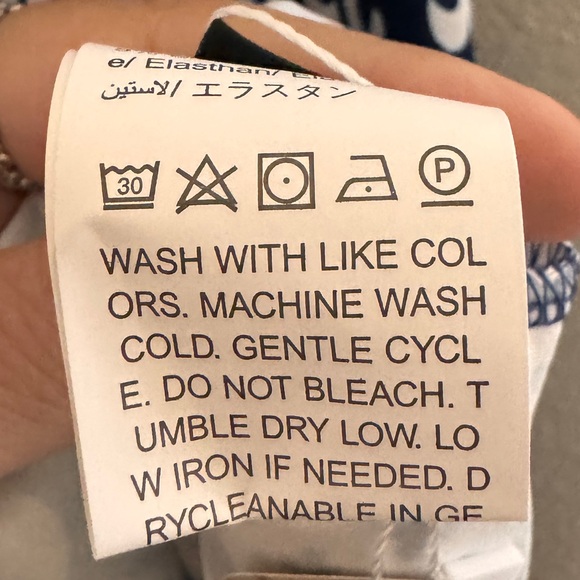 e/ Elasthan/
لاستين/ エラスタン
30 P
WASH WITH LIKE COL
ORS. MACHINE WASH
COLD. GENTLE CYCL
E. DO NOT BLEACH. T
UMBLE DRY LOW. LO
W IRON IF NEEDED. D
RYCLEANABLE IN GE